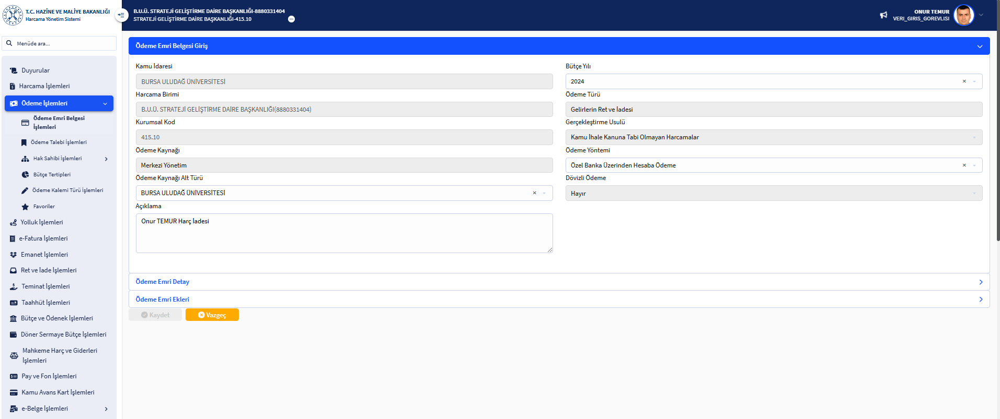 T.C. HAZİNE VE MALİYE BAKANLIĞI
Harcama Yönetim Sistemi
B.U.Ü. STRATEJİ GELİŞTİRME DAİRE BAŞKANLIĞI-8880331404
STRATEJİ GELİŞTİRME DAİRE BAŞKANLIĞI-415.10
ONUR TEMUR
VERI_GIRIS_GOREVLISI
Menüde ara...
Duyurular
Harcama İşlemleri
Ödeme İşlemleri
Ödeme Emri Belgesi
İşlemleri
Ödeme Talebi İşlemleri
Hak Sahibi İşlemleri
Bütçe Tertipleri
Ödeme Kalemi Türü İşlemleri
Favoriler
Yolluk İşlemleri
e-Fatura İşlemleri
Emanet İşlemleri
Ret ve İade İşlemleri
Teminat İşlemleri
Taahhüt İşlemleri
Bütçe ve Ödenek İşlemleri
Döner Sermaye Bütçe İşlemleri
Mahkeme Harç ve Giderleri
İşlemleri
Pay ve Fon İşlemleri
Kamu Avans Kart İşlemleri
e-Belge İşlemleri
Ödeme Emri Belgesi Giriş
Kamu İdaresi
BURSA ULUDAĞ ÜNİVERSİTESİ
Harcama Birimi
B.U.Ü. STRATEJİ GELİŞTİRME DAİRE BAŞKANLIĞI(8880331404)
Kurumsal Kod
415.10
Ödeme Kaynağı
Merkezi Yönetim
Ödeme Kaynağı Alt Türü
BURSA ULUDAĞ ÜNİVERSİTESİ
Açıklama
Onur TEMUR Harç İadesi
Bütçe Yılı
2024
Ödeme Türü
Gelirlerin Ret ve İadesi
Gerçekleştirme Usulü
Kamu İhale Kanuna Tabi Olmayan Harcamalar
Ödeme Yöntemi
Özel Banka Üzerinden Hesaba Ödeme
Dövizli Ödeme
Hayır
Ödeme Emri Detay
Ödeme Emri Ekleri
Kaydet
Vazgeç